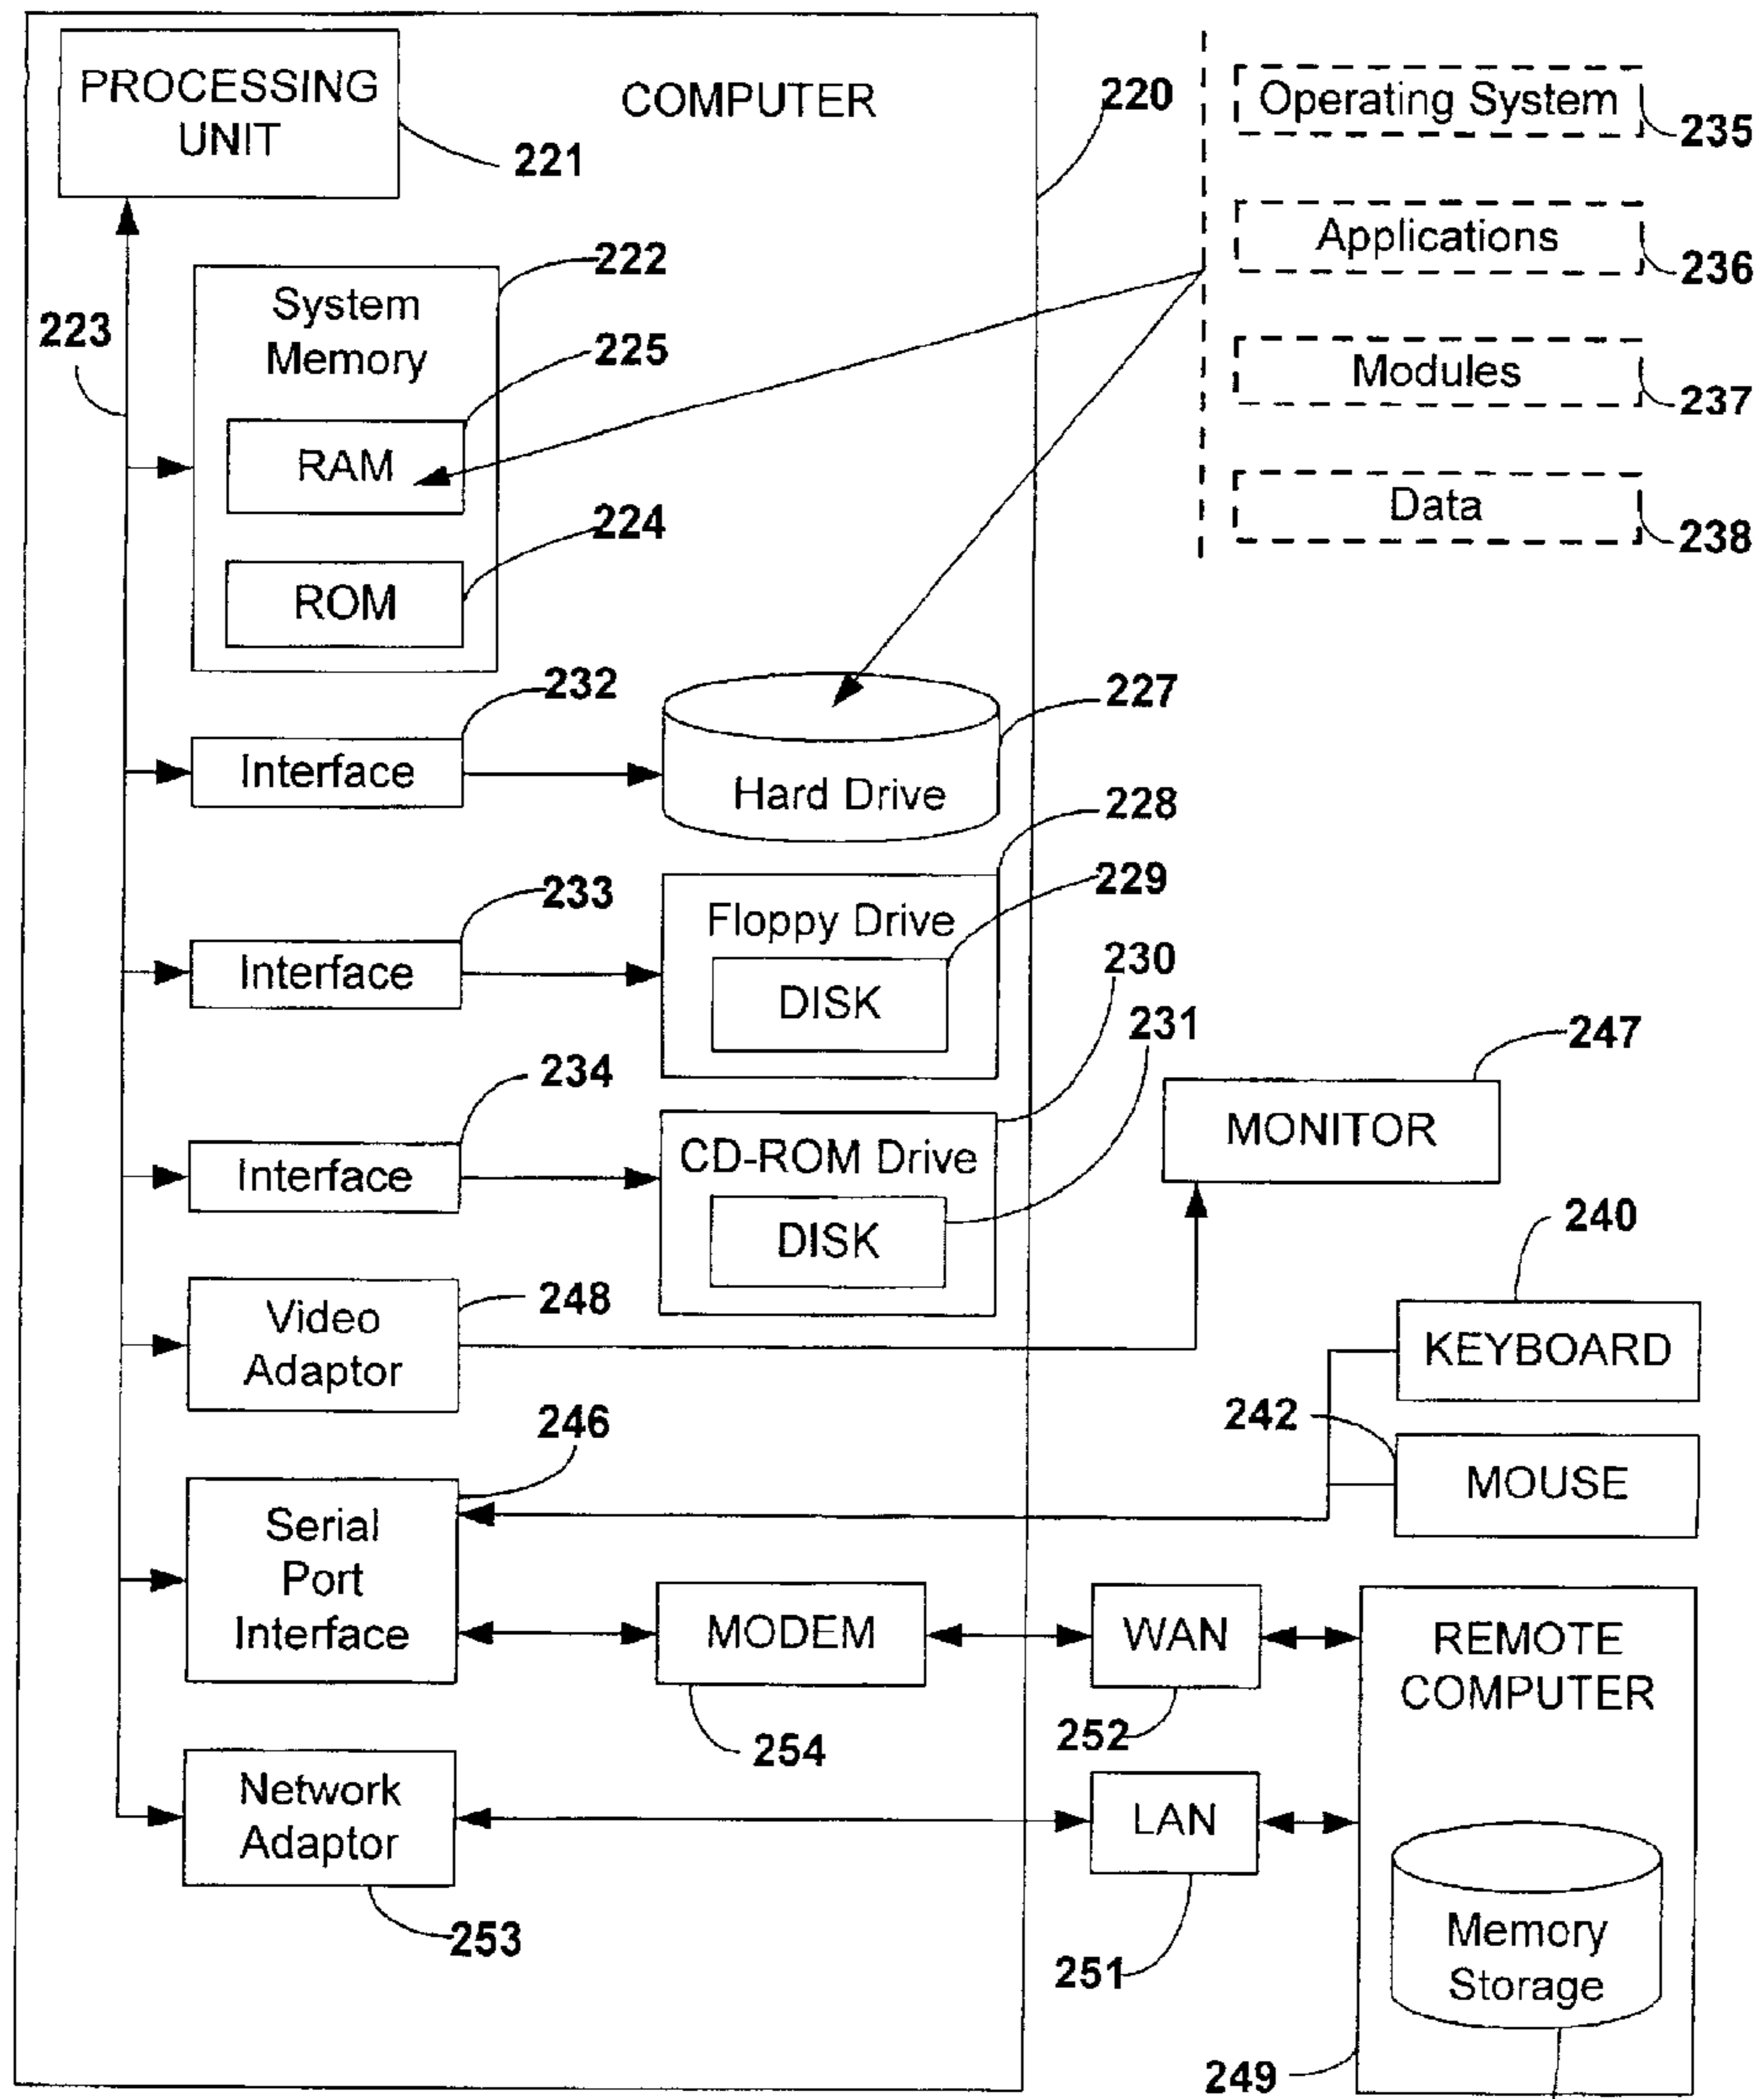 PROCESSING
UNIT
221
COMPUTER
220
Operating System
235
Applications
236
Modules
237
Data
238
223
222
System
Memory
225
RAM
224
ROM
232
Interface
227
Hard Drive
228
233
Interface
Floppy Drive
229
DISK
230
231
234
Interface
CD-ROM Drive
DISK
247
MONITOR
240
KEYBOARD
242
MOUSE
248
Video
Adaptor
246
Serial
Port
Interface
MODEM
254
WAN
252
REMOTE
COMPUTER
Network
Adaptor
253
LAN
251
Memory
Storage
249